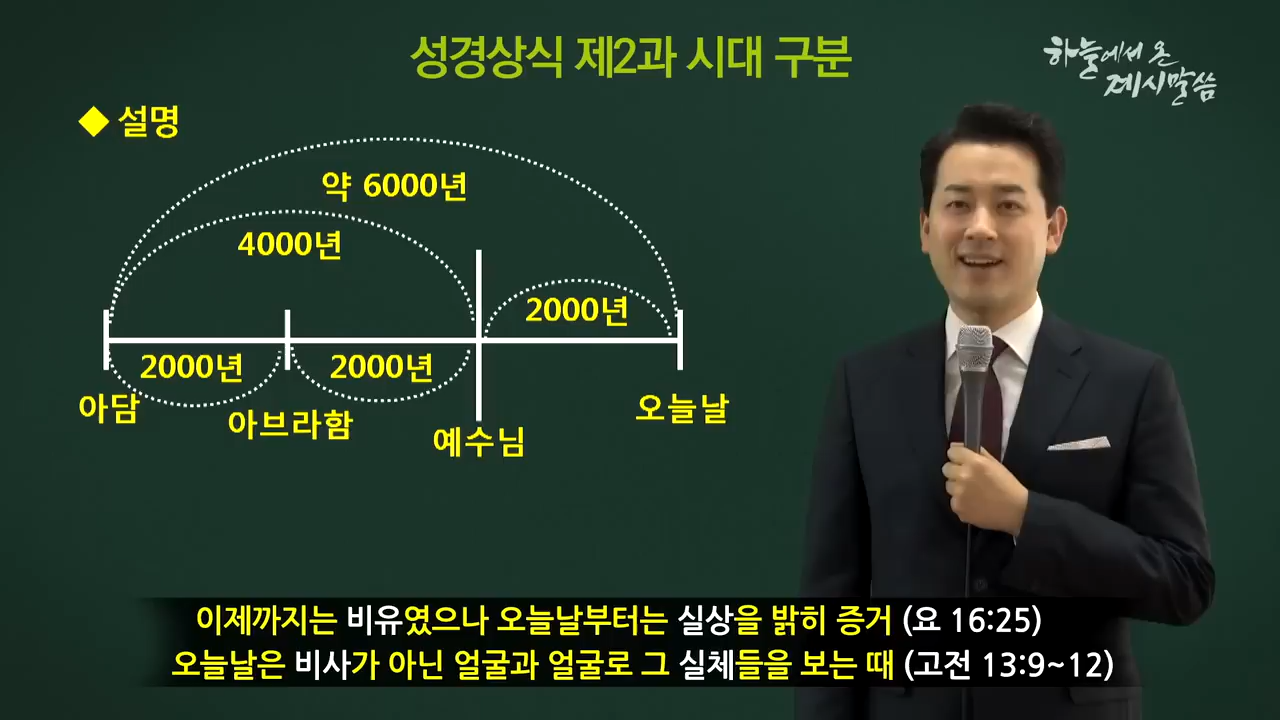 성경상식 제2과 시대 구분
하늘에서 온
계시말씀
◆ 설명
약 6000년
4000년
2000년
2000년
2000년
아담
아브라함
예수님
오늘날
이제까지는 비유였으나 오늘날부터는 실상을 밝히 증거 (요 16:25)
오늘날은 비사가 아닌 얼굴과 얼굴로 그 실체들을 보는 때 (고전 13:9~12)